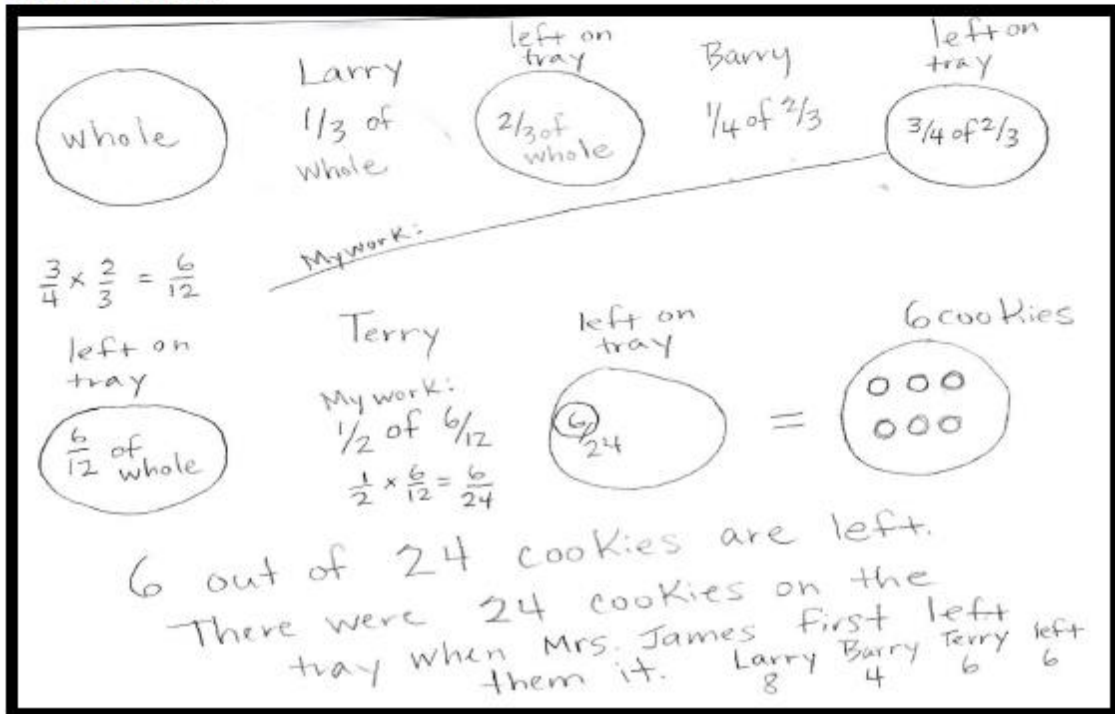 whole
Larry
1/3 of
whole
left on
tray
2/3 of
whole
Barry
1/4 of 2/3
left on
tray
3/4 of 2/3
My work:
3/4 × 2/3 = 6/12
left on
tray
6/12 of
whole
Terry
My work:
1/2 of 6/12
1/2 × 6/12 = 6/24
left on
tray
6/24
=
6 cookies
6 out of 24 cookies are left.
There were 24 cookies on the
tray when Mrs. James first left
them it.
Larry Barry Terry left
8 4 6 6